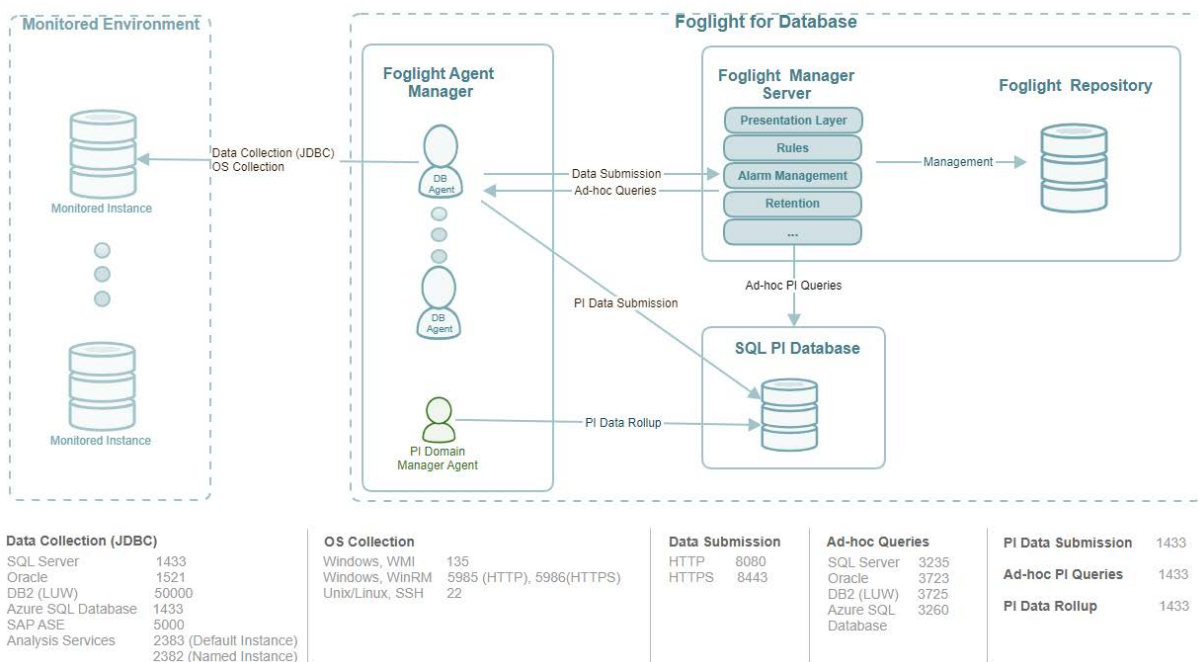 Monitored Environment
Foglight for Database
Foglight Agent
Manager
Foglight Manager
Server
Foglight Repository
Presentation Layer
Rules
Alarm Management
Retention
...
Data Collection (JDBC)
OS Collection
DB
Agent
Data Submission
Ad-hoc Queries
Management
Monitored Instance
Ad-hoc PI Queries
PI Data Submission
DB
Agent
SQL PI Database
PI Data Rollup
Monitored Instance
PI Domain
Manager Agent
Data Collection (JDBC)
SQL Server 1433
Oracle 1521
DB2 (LUW) 50000
Azure SQL Database 1433
SAP ASE 5000
Analysis Services 2383 (Default Instance)
2382 (Named Instance)
OS Collection
Windows, WMI 135
Windows, WinRM 5985 (HTTP), 5986(HTTPS)
Unix/Linux, SSH 22
Data Submission
HTTP 8080
HTTPS 8443
Ad-hoc Queries
SQL Server 3235
Oracle 3723
DB2 (LUW) 3725
Azure SQL 3260
Database
PI Data Submission 1433
Ad-hoc PI Queries 1433
PI Data Rollup 1433